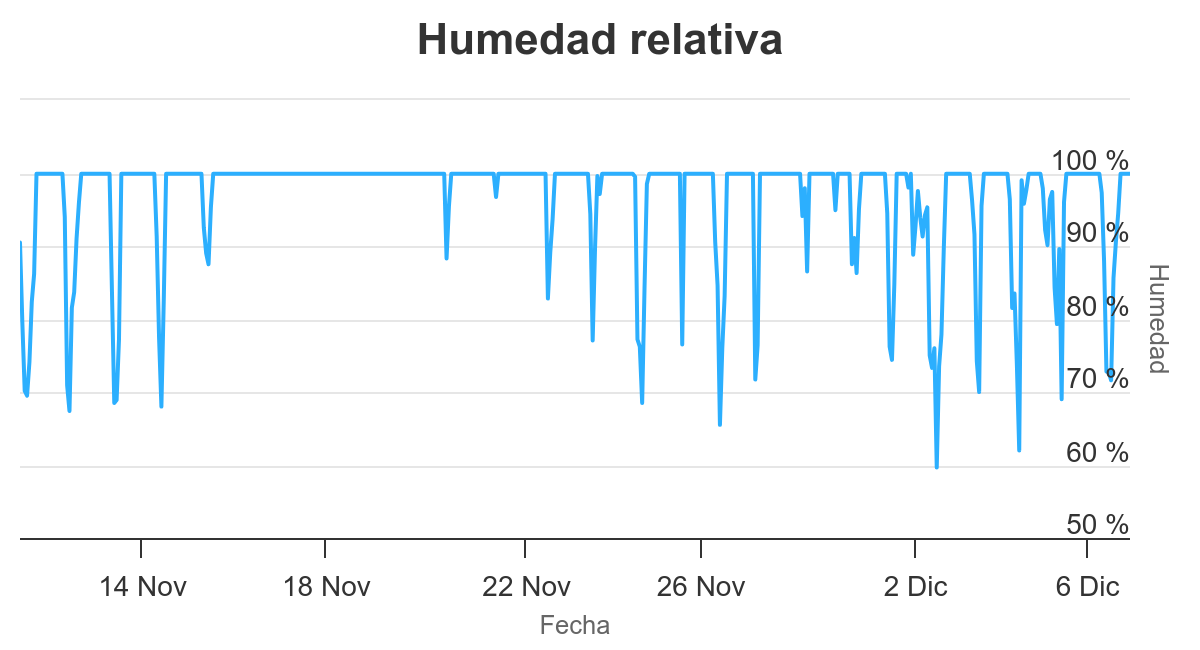 Humedad relativa
100 %
90 %
80 %
70 %
60 %
50 %
Humedad
14 Nov
18 Nov
22 Nov
26 Nov
2 Dic
6 Dic
Fecha